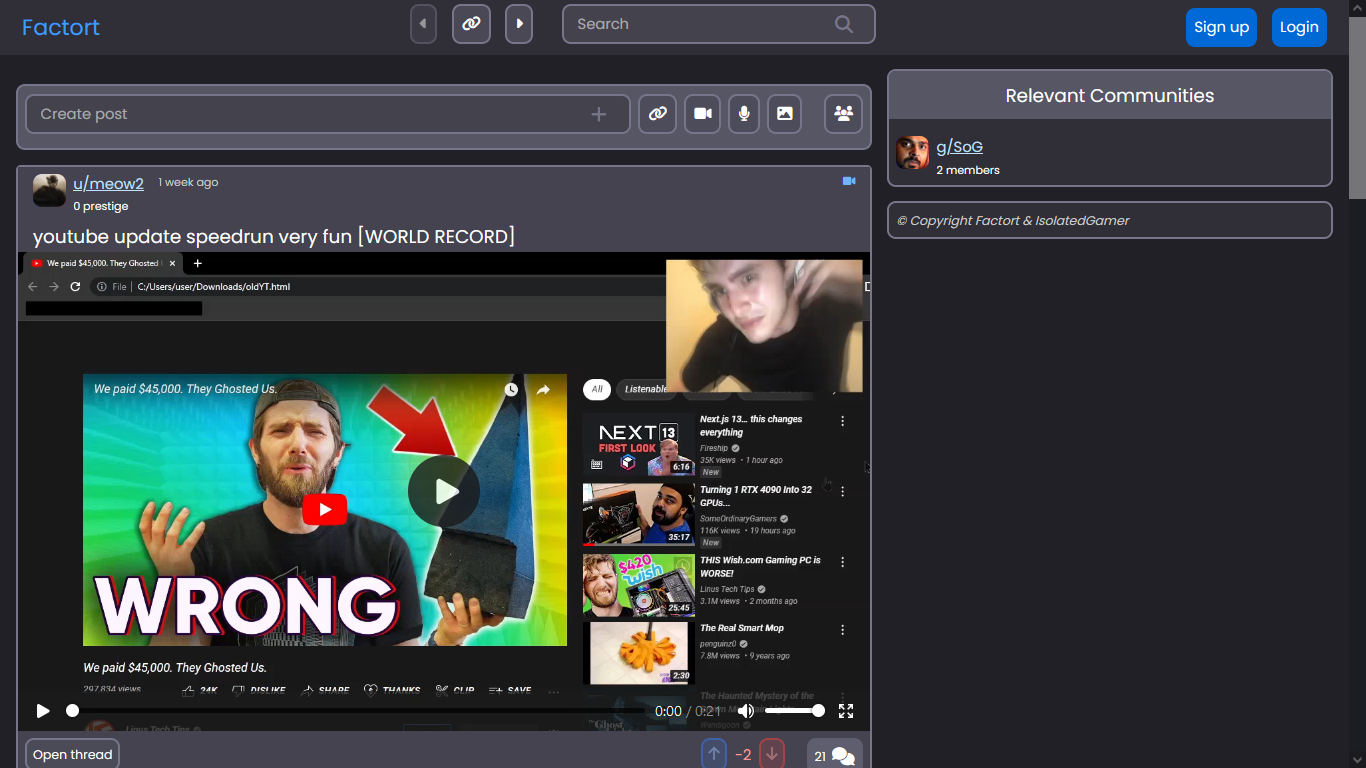 Factort
Search
Sign up
Login
Create post
Relevant Communities
g/SoG
2 members
© Copyright Factort & IsolatedGamer
u/meow2
1 week ago
0 prestige
youtube update speedrun very fun [WORLD RECORD]
We paid $45,000. They Ghosted
File
C:/Users/user/Downloads/oldYT.html
We paid $45,000. They Ghosted Us.
WRONG
All
Listenable
NEXT 13
FIRST LOOK
6:16
Next.js 13... this changes
everything
Fireship
35K views • 1 hour ago
New
35:17
Turning 1 RTX 4090 Into 32
GPUs...
SomeOrdinaryGamers
116K views • 19 hours ago
New
$420
wish
25:45
THIS Wish.com Gaming PC is
WORSE!
Linus Tech Tips
3.1M views • 2 months ago
2:30
The Real Smart Mop
penguinz0
7.8M views • 9 years ago
The Haunted Mystery of the
Wendigoon
We paid $45,000. They Ghosted Us.
297,834 views
24K
DISLIKE
SHARE
THANKS
CLIP
SAVE
0:00 / 0:21
Linus Tech Tips
Open thread
-2
21